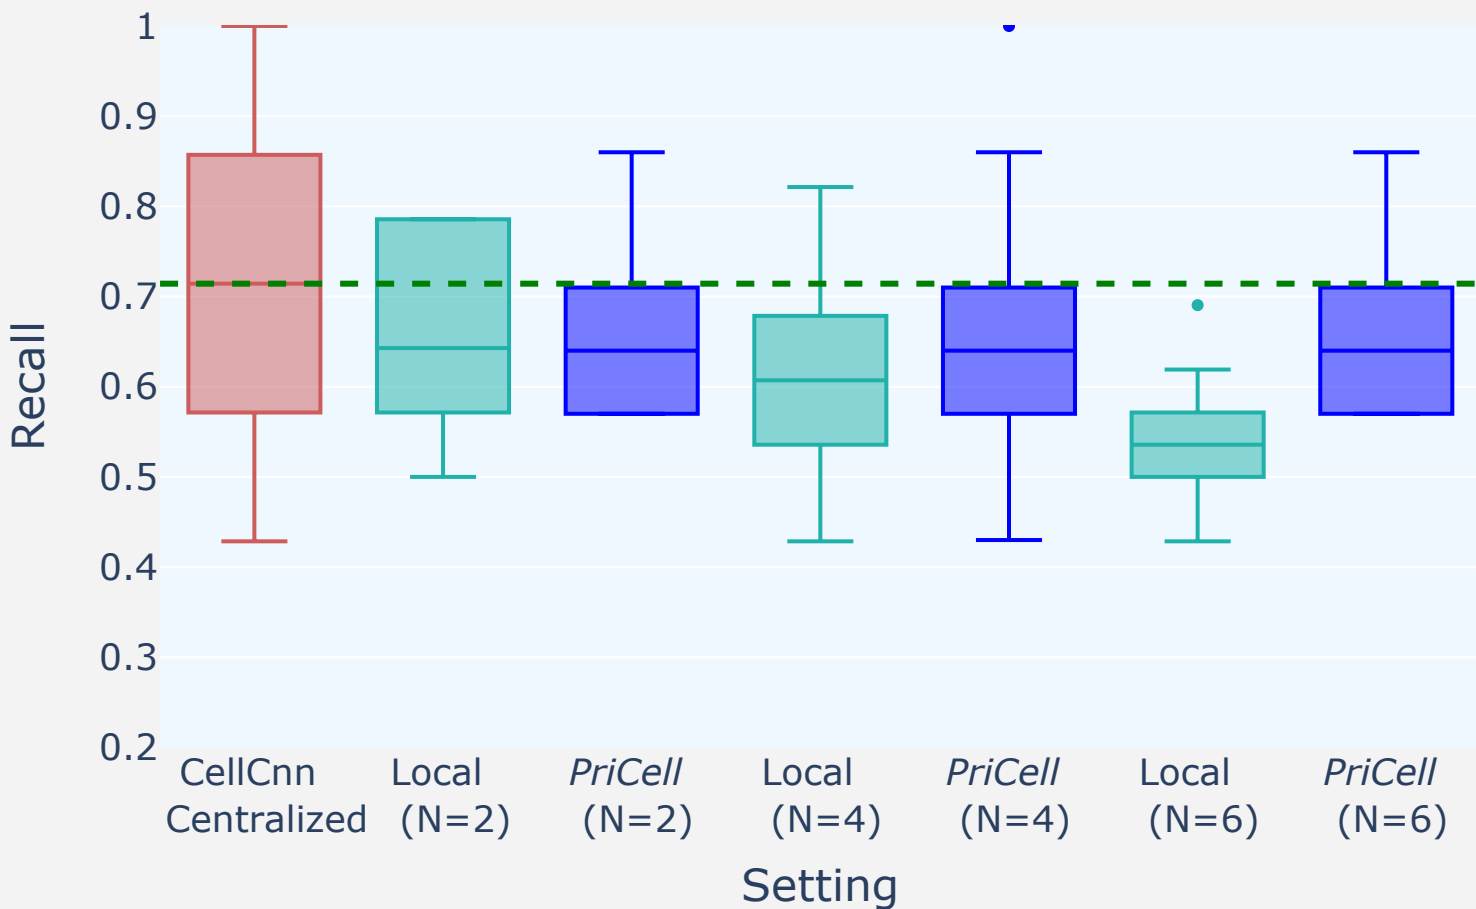 1
0.9
0.8
0.7
0.6
0.5
0.4
0.3
0.2
Recall
CellCnn Centralized
Local (N=2)
PriCell (N=2)
Local (N=4)
PriCell (N=4)
Local (N=6)
PriCell (N=6)
Setting